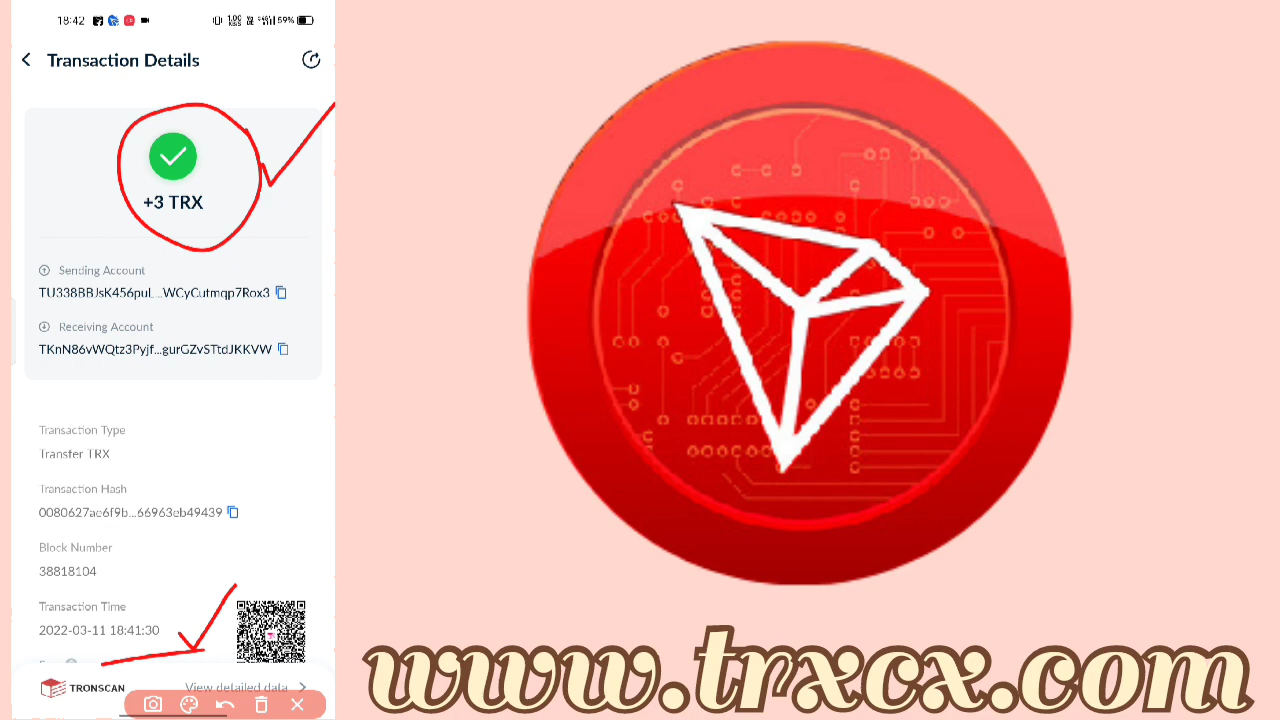 18:42
59%
Transaction Details
+3 TRX
Sending Account
TU338BBJsK456puL...WCyCutmqp7Rox3
Receiving Account
TKnN86vWQtz3Pyjf...gurGZvSTtdJKKVW
Transaction Type
Transfer TRX
Transaction Hash
0080627ae6f9b...66963eb49439
Block Number
38818104
Transaction Time
2022-03-11 18:41:30
TRONSCAN
View detailed data
www.trxcx.com